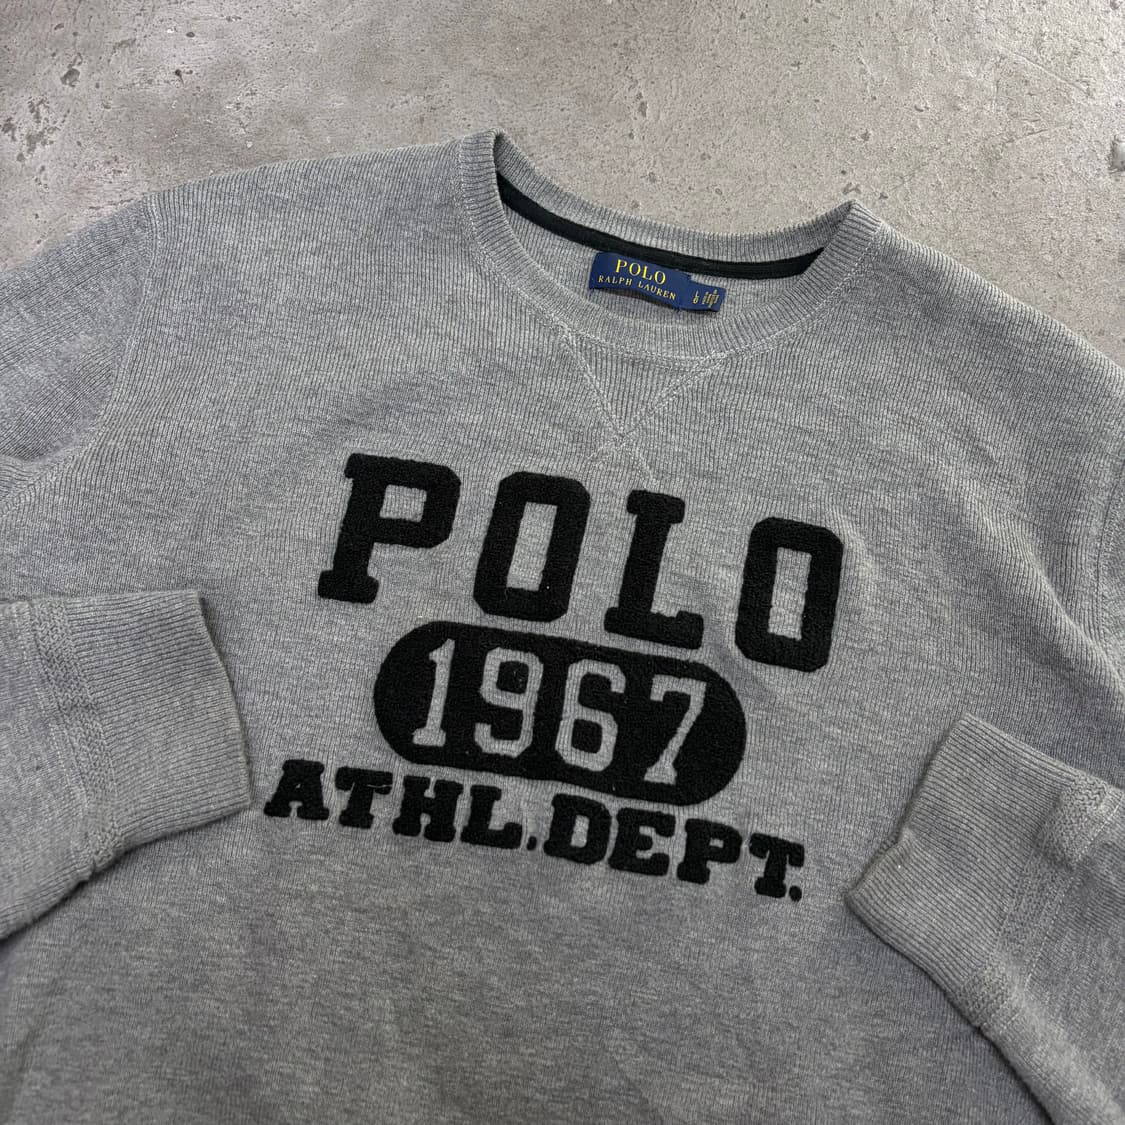 POLO
RALPH LAUREN
L
POLO
1967
ATHL.DEPT.